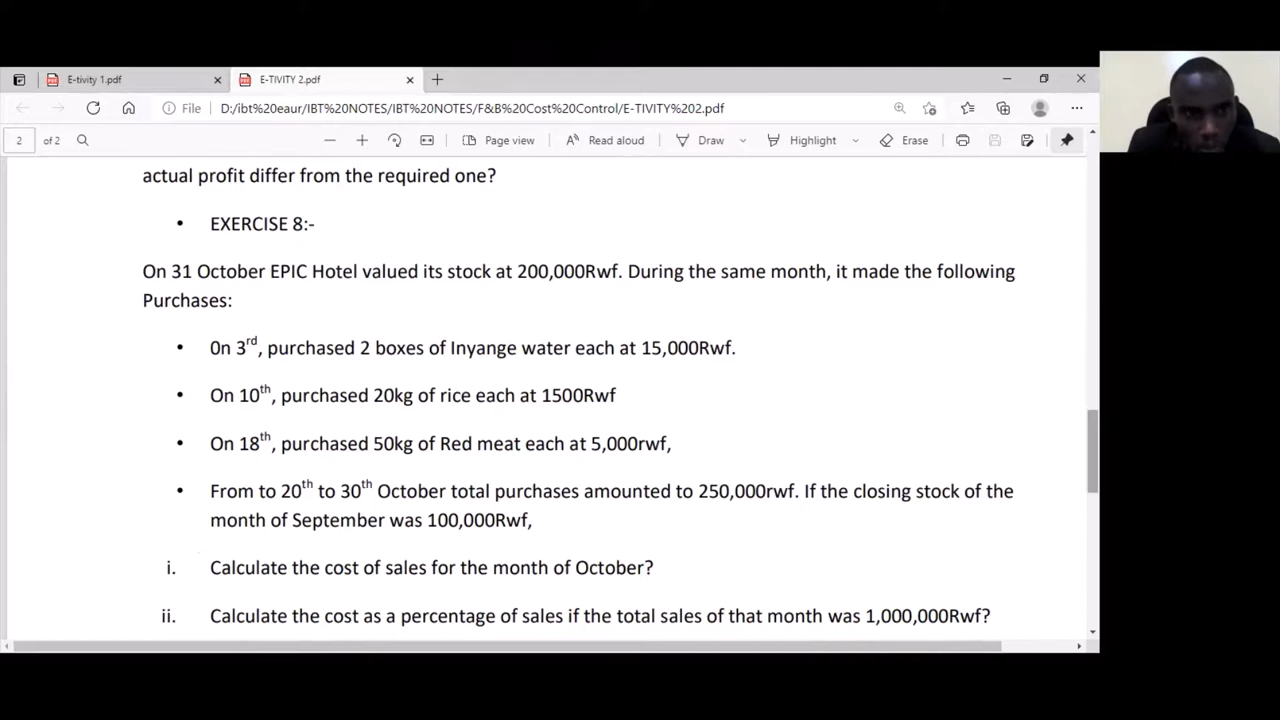 E-tivity 1.pdf
E-TIVITY 2.pdf
File
D:/ibt%20eaur/IBT%20NOTES/IBT%20NOTES/F&B%20Cost%20Control/E-TIVITY%202.pdf
2 of 2
Page view
Read aloud
Draw
Highlight
Erase
actual profit differ from the required one?
• EXERCISE 8:-
On 31 October EPIC Hotel valued its stock at 200,000Rwf. During the same month, it made the following
Purchases:
• 0n 3rd, purchased 2 boxes of Inyange water each at 15,000Rwf.
• On 10th, purchased 20kg of rice each at 1500Rwf
• On 18th, purchased 50kg of Red meat each at 5,000rwf,
• From to 20th to 30th October total purchases amounted to 250,000rwf. If the closing stock of the
month of September was 100,000Rwf,
i. Calculate the cost of sales for the month of October?
ii. Calculate the cost as a percentage of sales if the total sales of that month was 1,000,000Rwf?